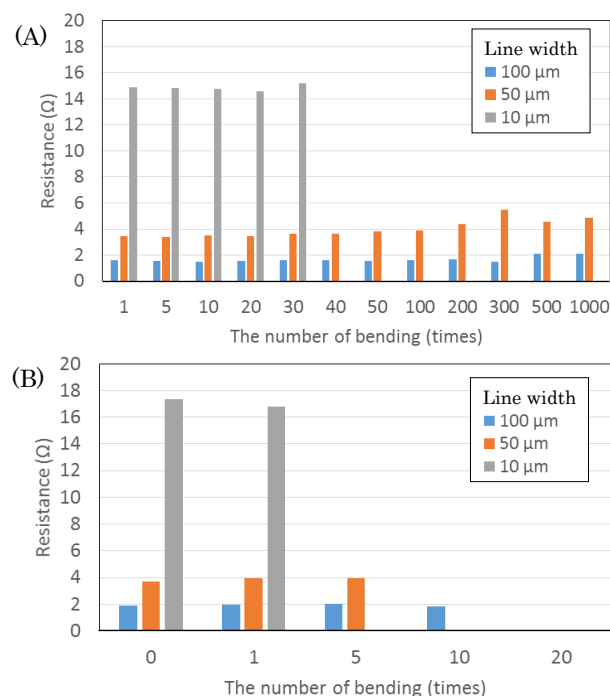 (A)
20
18
16
14
12
10
8
6
4
2
0
Resistance (Ω)
Line width
100 µm
50 µm
10 µm
1 5 10 20 30 40 50 100 200 300 500 1000
The number of bending (times)
(B)
20
18
16
14
12
10
8
6
4
2
0
Resistance (Ω)
Line width
100 µm
50 µm
10 µm
0 1 5 10 20
The number of bending (times)